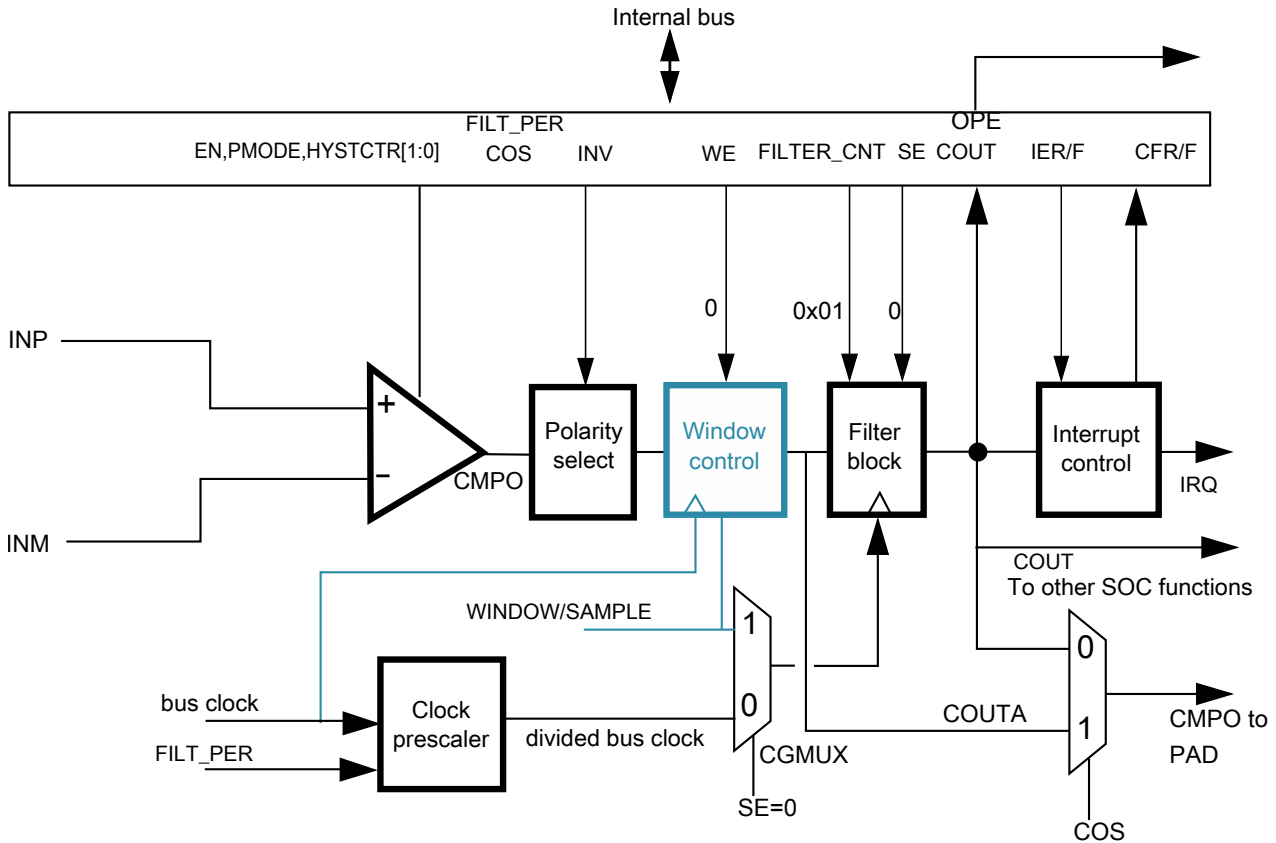 Internal bus
FILT_PER
OPE
EN,PMODE,HYSTCTR[1:0]
COS
INV
WE
FILTER_CNT
SE
COUT
IER/F
CFR/F
0
0x01
0
INP
+
−
INM
CMPO
Polarity
select
Window
control
Filter
block
Interrupt
control
IRQ
COUT
To other SOC functions
WINDOW/SAMPLE
1
0
bus clock
FILT_PER
Clock
prescaler
divided bus clock
CGMUX
SE=0
COUTA
0
1
CMPO to
PAD
COS